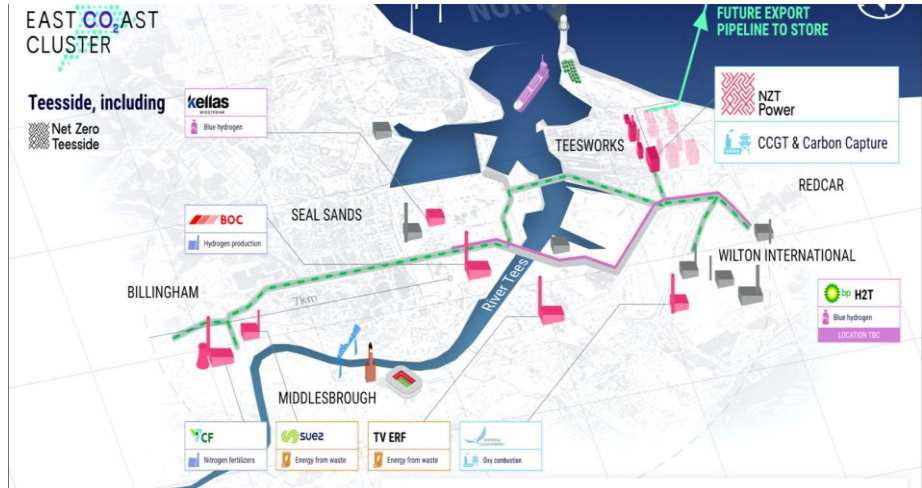 EAST CO₂AST
CLUSTER
NORT
FUTURE EXPORT
PIPELINE TO STORE
Teesside, including
Net Zero
Teesside
kellas
MIDSTREAM
Blue hydrogen
NZT
Power
CCGT & Carbon Capture
TEESWORKS
REDCAR
SEAL SANDS
BOC
Hydrogen production
WILTON INTERNATIONAL
BILLINGHAM
7km
River Tees
bp H2T
Blue hydrogen
LOCATION TBC
MIDDLESBROUGH
CF
Nitrogen fertilizers
suez
Energy from waste
TV ERF
Energy from waste
Oxy combustion